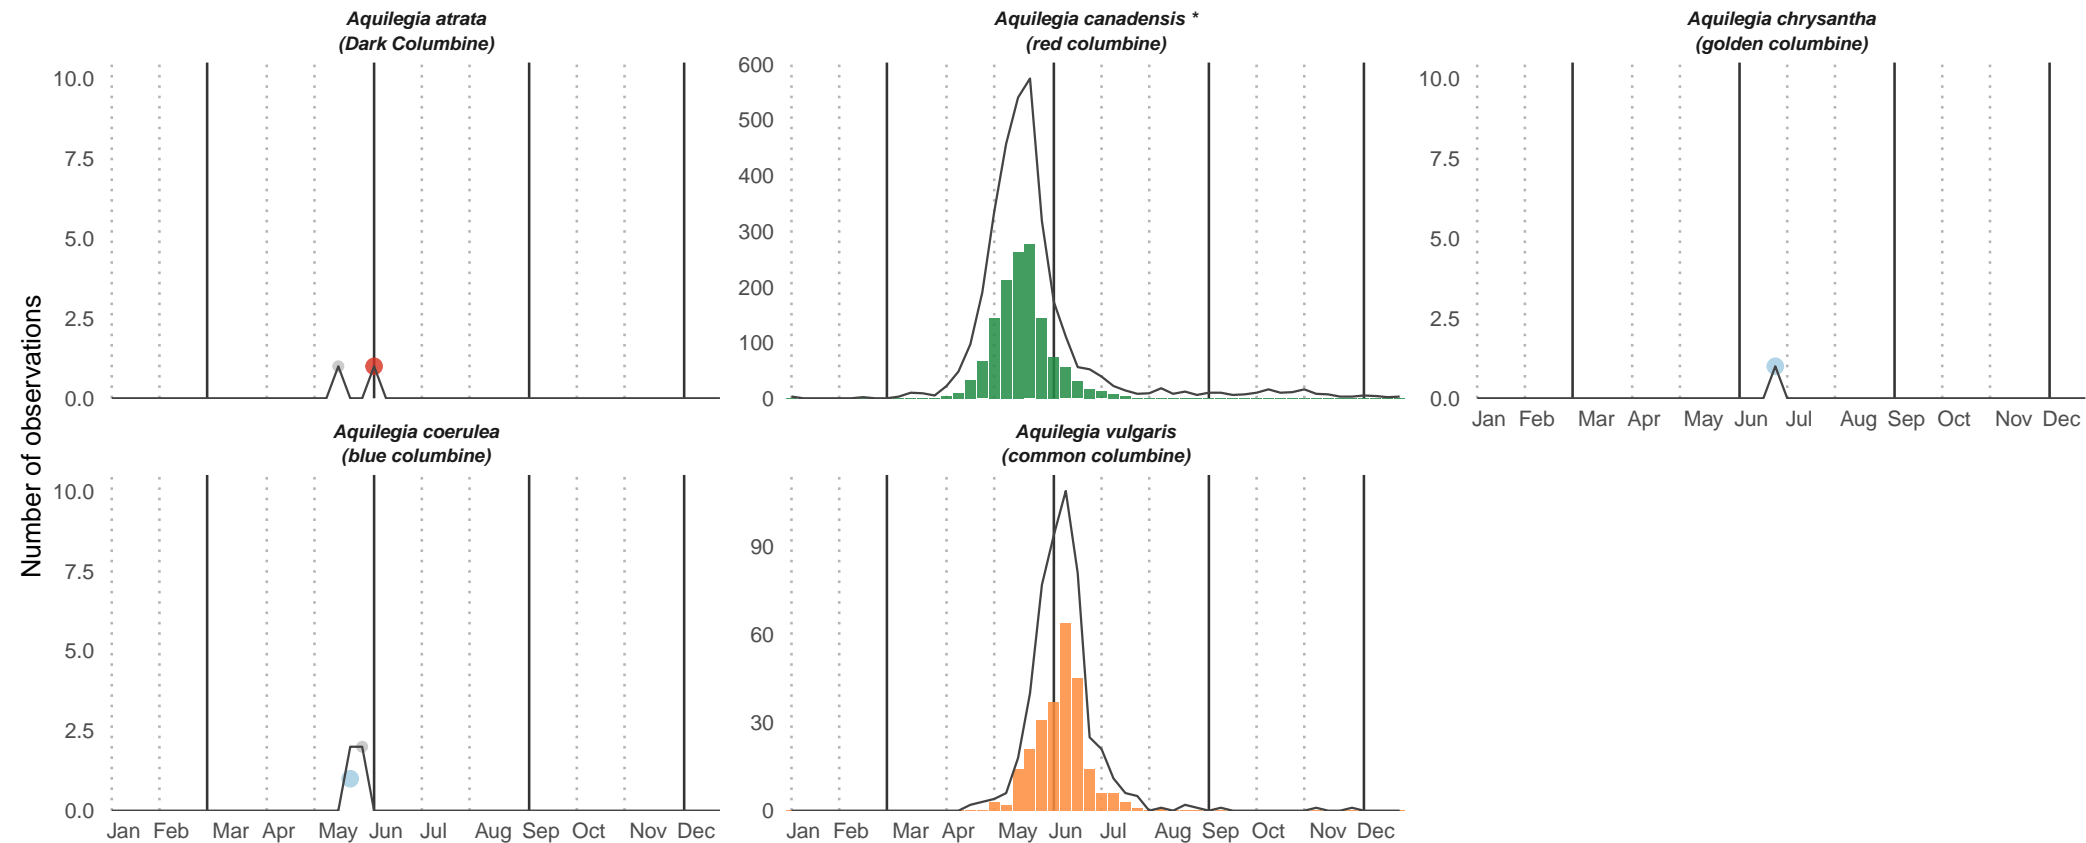 Aquilegia atrata
(Dark Columbine)
Aquilegia canadensis *
(red columbine)
Aquilegia chrysantha
(golden columbine)
10.0
7.5
5.0
2.5
0.0
600
500
400
300
200
100
0
10.0
7.5
5.0
2.5
0.0
Jan Feb Mar Apr May Jun Jul Aug Sep Oct Nov Dec
Number of observations
Aquilegia coerulea
(blue columbine)
Aquilegia vulgaris
(common columbine)
10.0
7.5
5.0
2.5
0.0
90
60
30
0
Jan Feb Mar Apr May Jun Jul Aug Sep Oct Nov Dec
Jan Feb Mar Apr May Jun Jul Aug Sep Oct Nov Dec